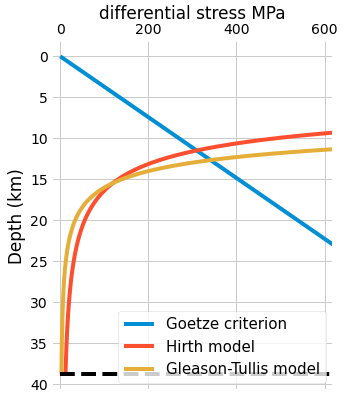 differential stress MPa
0 200 400 600
0
5
10
15
20
25
30
35
40
Depth (km)
Goetze criterion
Hirth model
Gleason-Tullis model